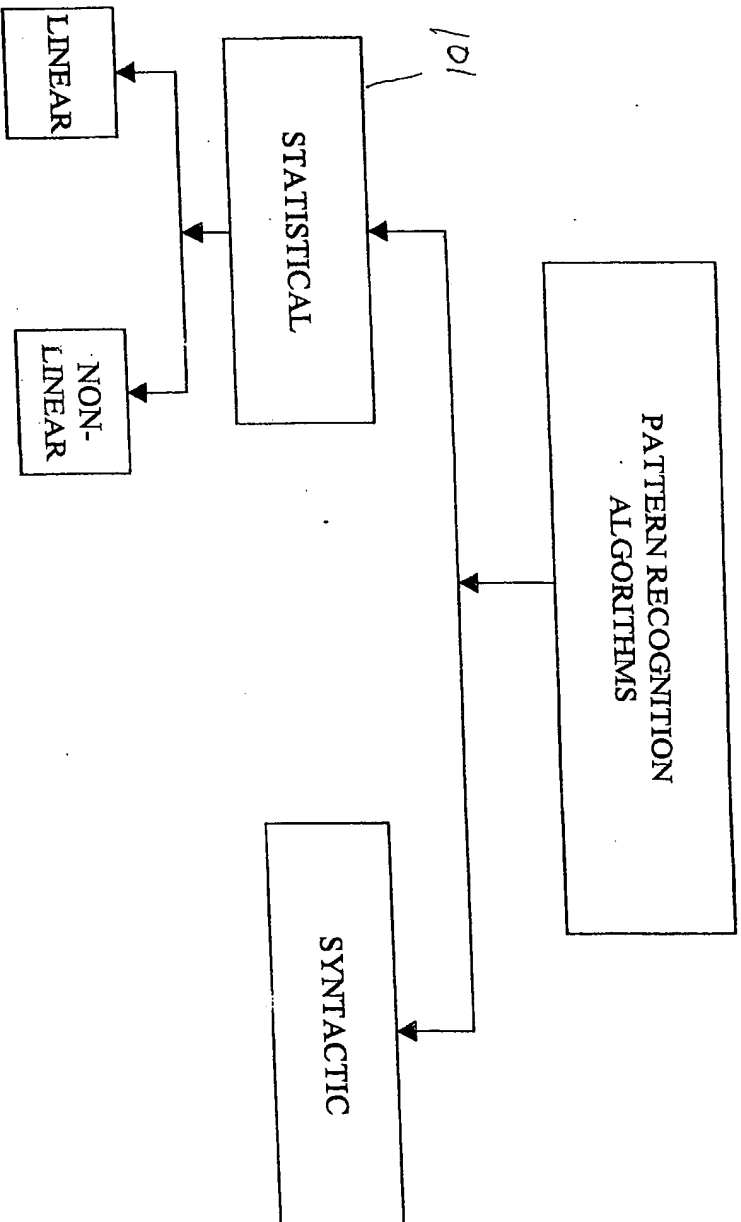 PATTERN RECOGNITION
ALGORITHMS
101
STATISTICAL
SYNTACTIC
LINEAR
NON-
LINEAR